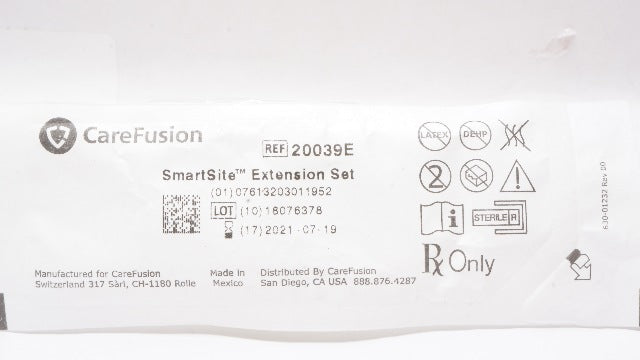 CareFusion
REF 20039E
LATEX
DEHP
SmartSite™ Extension Set
(01)07613203011952
LOT (10)18076378
(17)2021-07-19
2
STERILE R
Rx Only
Manufactured for CareFusion
Switzerland 317 Sàrl, CH-1180 Rolle
Made in
Mexico
Distributed By CareFusion
San Diego, CA USA 888.876.4287